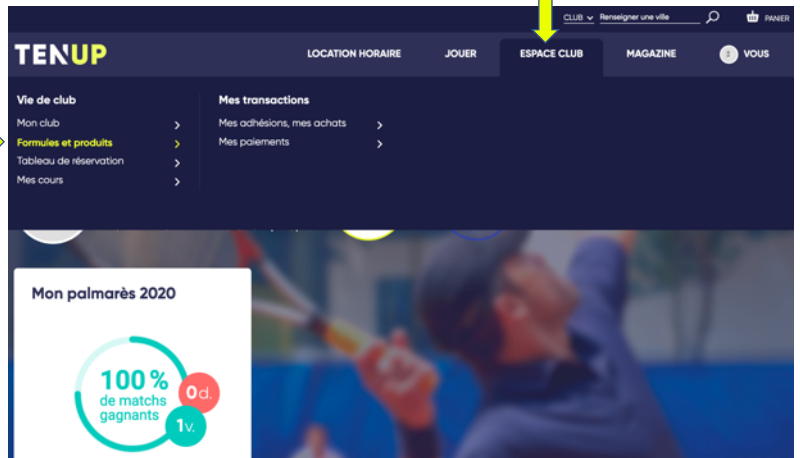 CLUB Renseigner une ville PANIER
TENUP LOCATION HORAIRE JOUER ESPACE CLUB MAGAZINE VOUS
Vie de club
Mon club
Formules et produits
Tableau de réservation
Mes cours
Mes transactions
Mes adhésions, mes achats
Mes paiements
Mon palmarès 2020
100 %
de matchs
gagnants
0d.
1v.